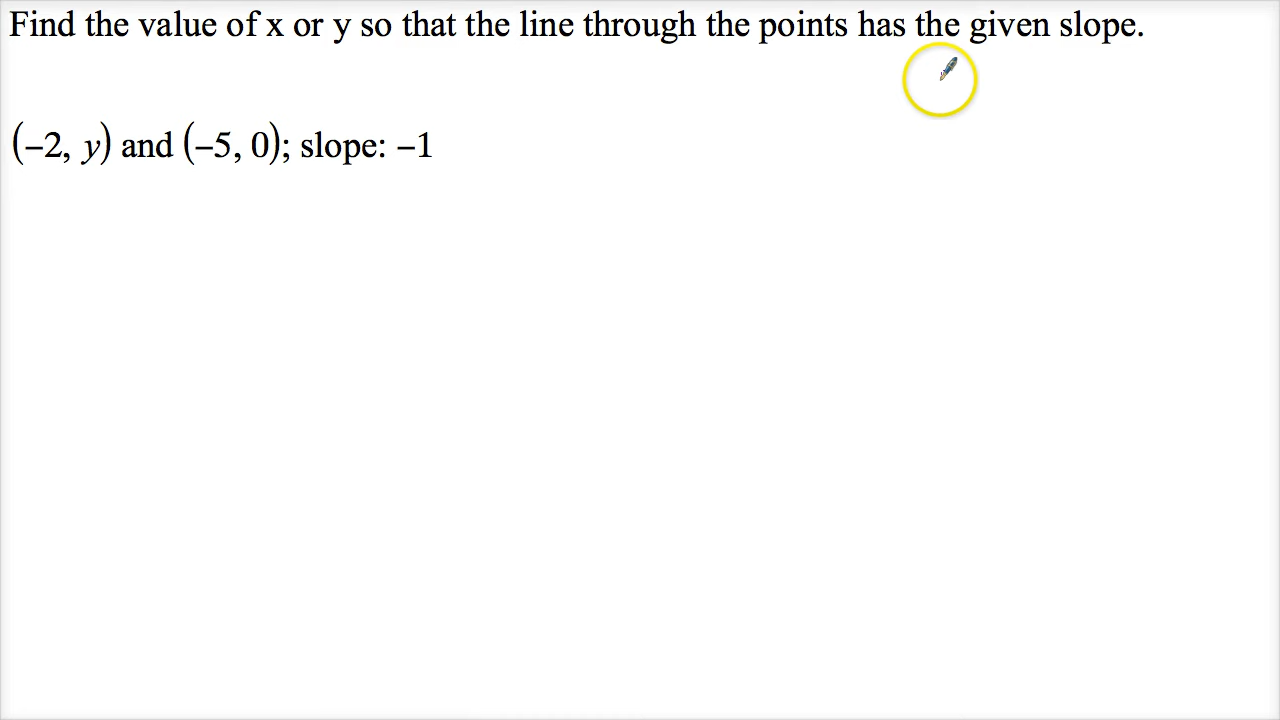 Find the value of x or y so that the line through the points has the given slope.
(−2, y) and (−5, 0); slope: −1